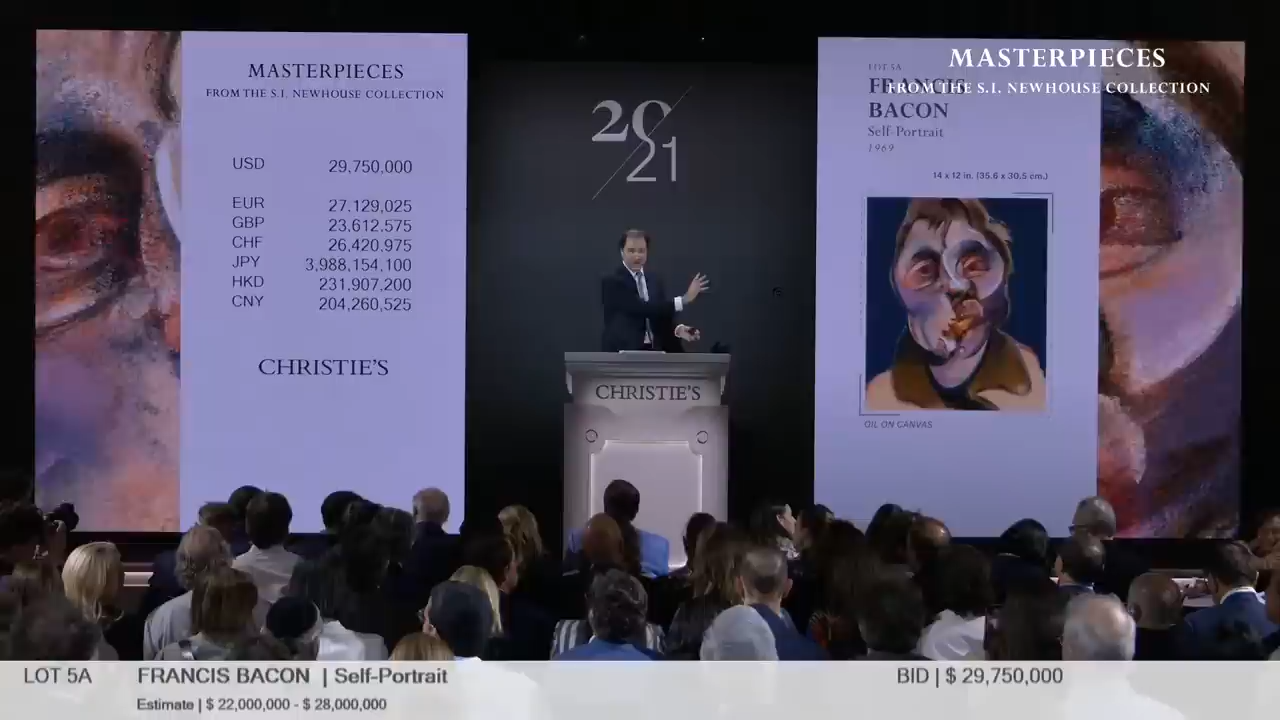 MASTERPIECES
FROM THE S.I. NEWHOUSE COLLECTION
USD 29,750,000
EUR 27,129,025
GBP 23,612,575
CHF 26,420,975
JPY 3,988,154,100
HKD 231,907,200
CNY 204,260,525
CHRISTIE'S
20
21
CHRISTIE'S
MASTERPIECES
FROM THE S.I. NEWHOUSE COLLECTION
LOT 5A
FRANCIS
BACON
Self-Portrait
1969
14 x 12 in. (35.6 x 30.5 cm.)
OIL ON CANVAS
LOT 5A FRANCIS BACON | Self-Portrait BID | $ 29,750,000
Estimate | $ 22,000,000 - $ 28,000,000